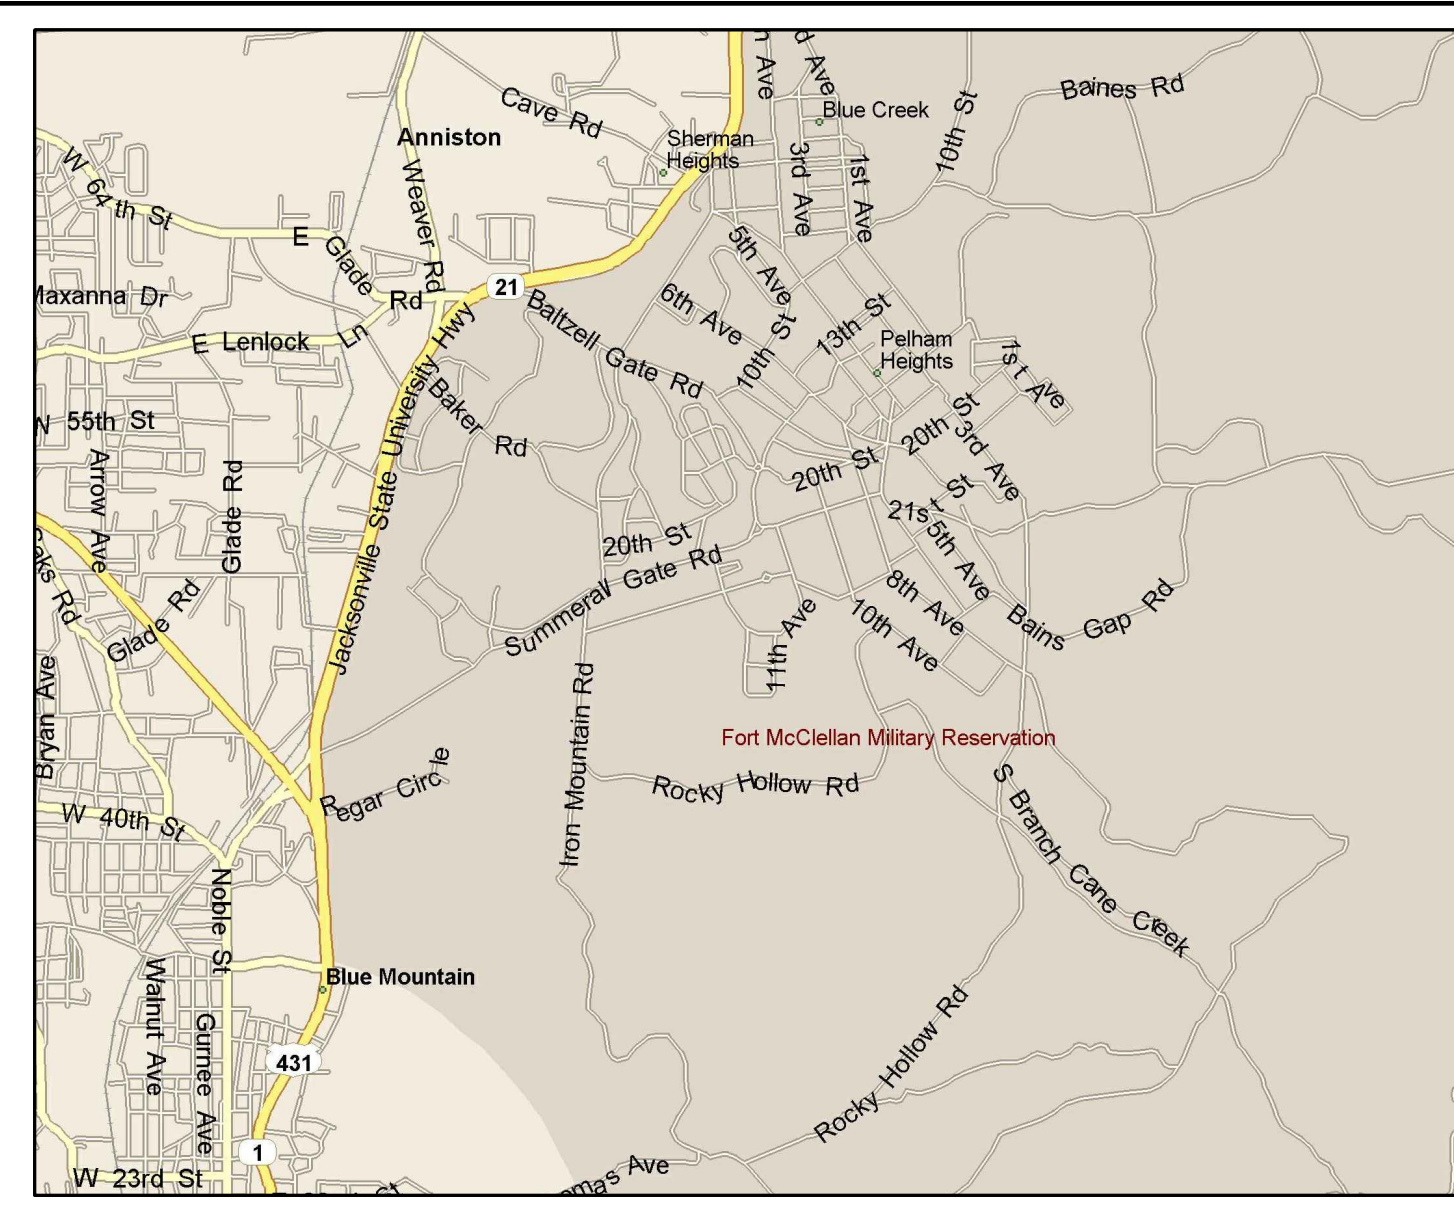 Cave Rd
Baines Rd
Ave
Ave
Blue Creek
10th St
Anniston
Sherman
Heights
3rd Ave
1st Ave
W 64th St
Weaver Rd
E Glade Rd
5th Ave
21
6th Ave
10th St
13th St
Maxanna Dr
E Lenlock Ln
Baltzell Gate Rd
Pelham
Heights
1st Ave
Jacksonville State University Hwy
Baker Rd
55th St
20th St
3rd Ave
20th St
Arrow Ave
Glade Rd
21st St
5th Ave
20th St
Summerall Gate Rd
8th Ave
10th Ave
11th Ave
Bains Gap Rd
Oaks Rd
Glade Rd
Bryan Ave
Iron Mountain Rd
Fort McClellan Military Reservation
Rocky Hollow Rd
Regar Circle
S Branch Cane Creek
W 40th St
Noble St
Blue Mountain
Walnut Ave
Gurnee Ave
431
Rocky Hollow Rd
1
W 23rd St
Ave